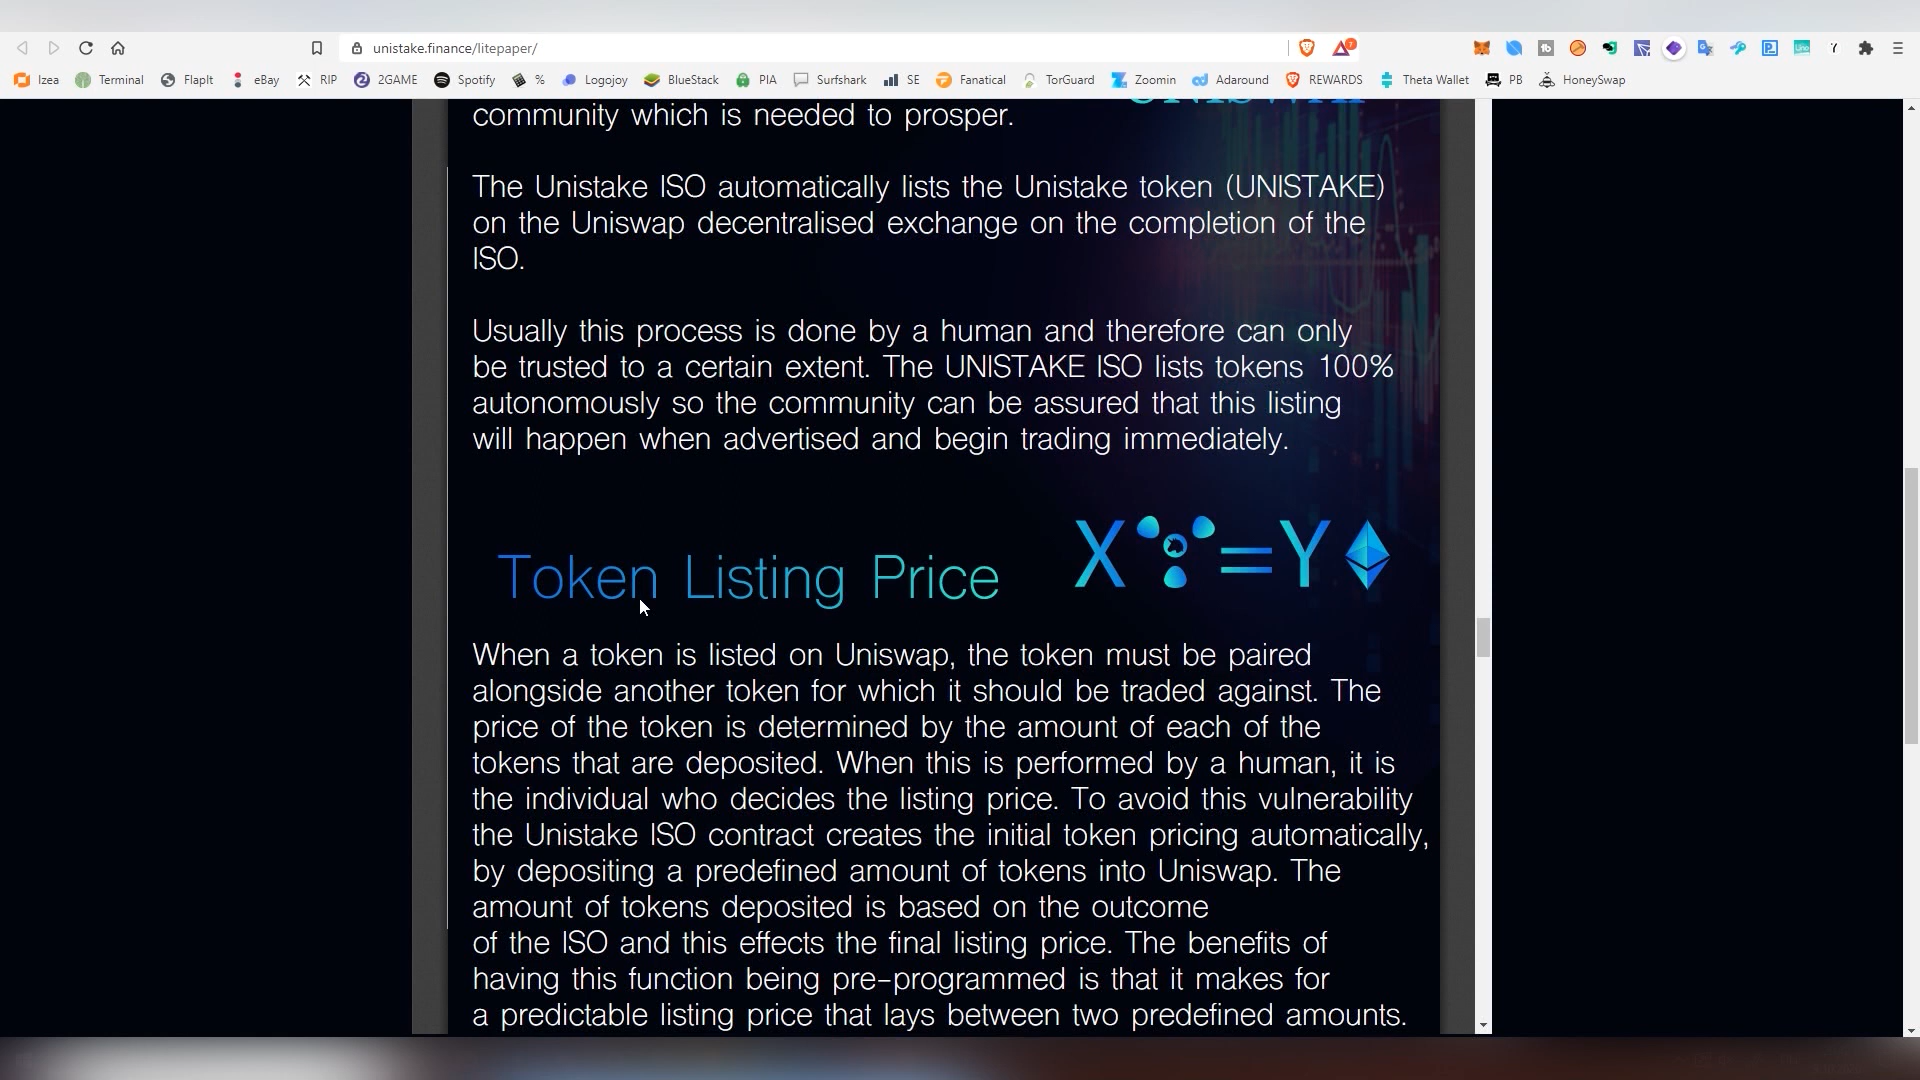 unistake.finance/litepaper/
7
Izea
Terminal
FlapIt
eBay
RIP
2GAME
Spotify
%
Logojoy
BlueStack
PIA
Surfshark
SE
Fanatical
TorGuard
Zoomin
Adaround
REWARDS
Theta Wallet
PB
HoneySwap
community which is needed to prosper.
The Unistake ISO automatically lists the Unistake token (UNISTAKE)
on the Uniswap decentralised exchange on the completion of the
ISO.
Usually this process is done by a human and therefore can only
be trusted to a certain extent. The UNISTAKE ISO lists tokens 100%
autonomously so the community can be assured that this listing
will happen when advertised and begin trading immediately.
X = Y
Token Listing Price
When a token is listed on Uniswap, the token must be paired
alongside another token for which it should be traded against. The
price of the token is determined by the amount of each of the
tokens that are deposited. When this is performed by a human, it is
the individual who decides the listing price. To avoid this vulnerability
the Unistake ISO contract creates the initial token pricing automatically,
by depositing a predefined amount of tokens into Uniswap. The
amount of tokens deposited is based on the outcome
of the ISO and this effects the final listing price. The benefits of
having this function being pre-programmed is that it makes for
a predictable listing price that lays between two predefined amounts.